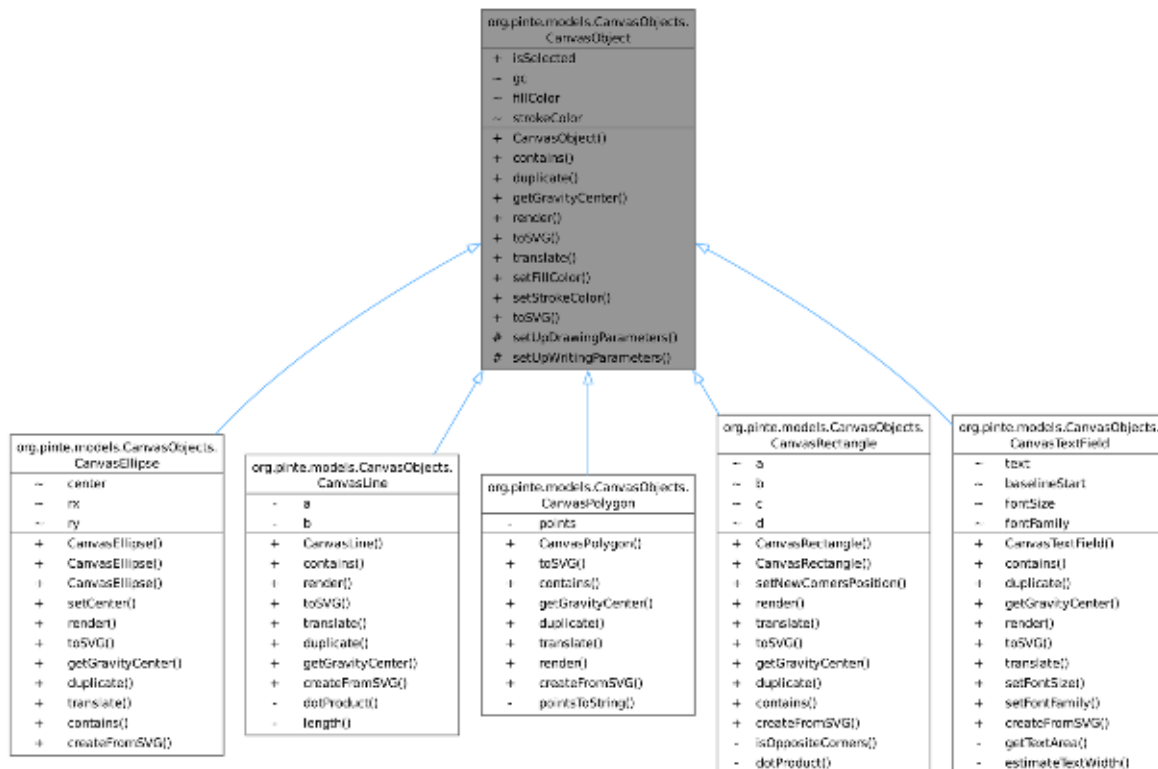 org.pinte.models.CanvasObjects.
CanvasObject
+ isSelected
~ gc
~ fillColor
~ strokeColor
+ CanvasObject()
+ contains()
+ duplicate()
+ getGravityCenter()
+ render()
+ toSVG()
+ translate()
+ setFillColor()
+ setStrokeColor()
+ toSVG()
# setUpDrawingParameters()
# setUpWritingParameters()
org.pinte.models.CanvasObjects.
CanvasEllipse
~ center
~ rx
~ ry
+ CanvasEllipse()
+ CanvasEllipse()
+ CanvasEllipse()
+ setCenter()
+ render()
+ toSVG()
+ getGravityCenter()
+ duplicate()
+ translate()
+ contains()
+ createFromSVG()
org.pinte.models.CanvasObjects.
CanvasLine
- a
- b
+ CanvasLine()
+ contains()
+ render()
+ toSVG()
+ translate()
+ duplicate()
+ getGravityCenter()
+ createFromSVG()
- dotProduct()
- length()
org.pinte.models.CanvasObjects.
CanvasPolygon
- points
+ CanvasPolygon()
+ toSVG()
+ contains()
+ getGravityCenter()
+ duplicate()
+ translate()
+ render()
+ createFromSVG()
- pointsToString()
org.pinte.models.CanvasObjects.
CanvasRectangle
~ a
~ b
~ c
~ d
+ CanvasRectangle()
+ CanvasRectangle()
+ setNewCornersPosition()
+ render()
+ translate()
+ toSVG()
+ getGravityCenter()
+ duplicate()
+ contains()
+ createFromSVG()
- isOppositeCorners()
- dotProduct()
org.pinte.models.CanvasObjects.
CanvasTextField
~ text
~ baselineStart
~ fontSize
~ fontFamily
+ CanvasTextField()
+ contains()
+ duplicate()
+ getGravityCenter()
+ render()
+ toSVG()
+ translate()
+ setFontSize()
+ setFontFamily()
+ createFromSVG()
- getTextArea()
- estimateTextWidth()